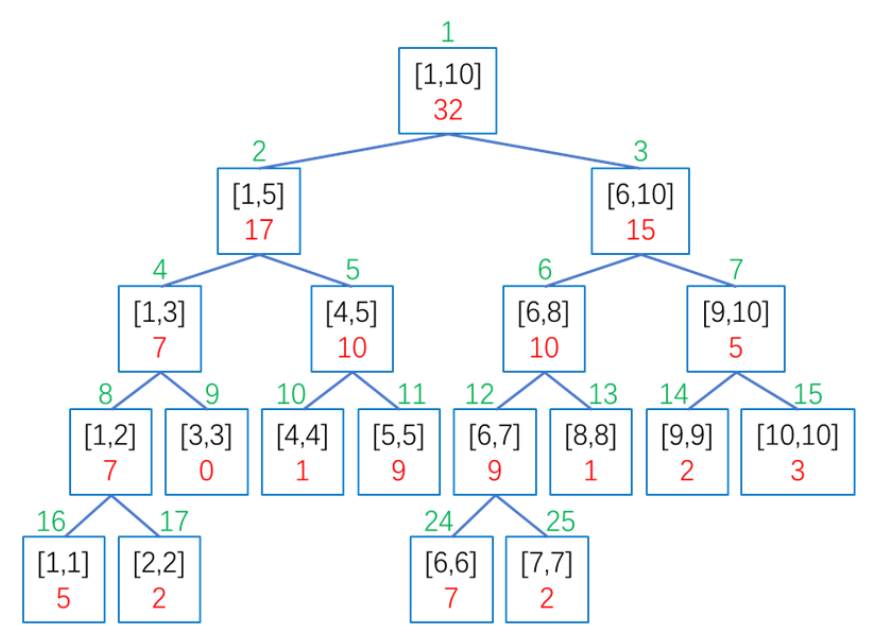 1
[1,10]
32
2 3
[1,5] [6,10]
17 15
4 5 6 7
[1,3] [4,5] [6,8] [9,10]
7 10 10 5
8 9 10 11 12 13 14 15
[1,2] [3,3] [4,4] [5,5] [6,7] [8,8] [9,9] [10,10]
7 0 1 9 9 1 2 3
16 17 24 25
[1,1] [2,2] [6,6] [7,7]
5 2 7 2